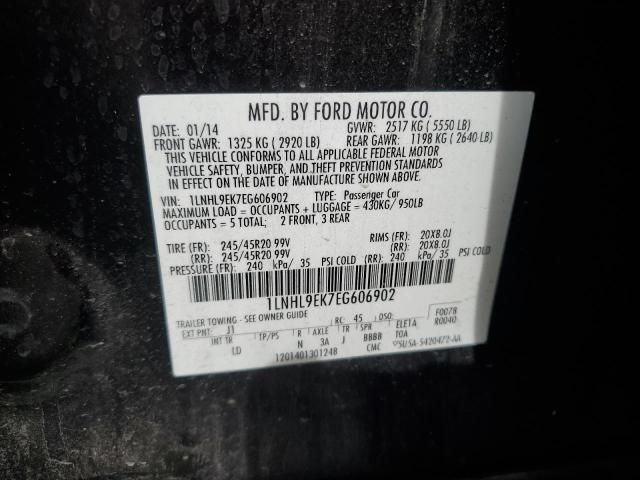 MFD. BY FORD MOTOR CO.
DATE: 01/14 GVWR: 2517 KG ( 5550 LB)
FRONT GAWR: 1325 KG ( 2920 LB) REAR GAWR: 1198 KG ( 2640 LB)
THIS VEHICLE CONFORMS TO ALL APPLICABLE FEDERAL MOTOR
VEHICLE SAFETY, BUMPER, AND THEFT PREVENTION STANDARDS
IN EFFECT ON THE DATE OF MANUFACTURE SHOWN ABOVE.
VIN: 1LNHL9EK7EG606902 TYPE: Passenger Car
MAXIMUM LOAD = OCCUPANTS + LUGGAGE = 430KG/ 950LB
OCCUPANTS = 5 TOTAL; 2 FRONT, 3 REAR
TIRE (FR): 245/45R20 99V RIMS (FR): 20X8.0J
(RR): 245/45R20 99V (RR): 20X8.0J
PRESSURE (FR): 240 kPa/ 35 PSI COLD (RR): 240 kPa/ 35 PSI COLD
1LNHL9EK7EG606902
TRAILER TOWING - SEE OWNER GUIDE RC: 45 DSO: F0078
EXT PNT: J1 R0040
INT TR TP/PS R AXLE TR SPR ELE1A
LD N 3A J BBBB TOA
1201401301248 CMC